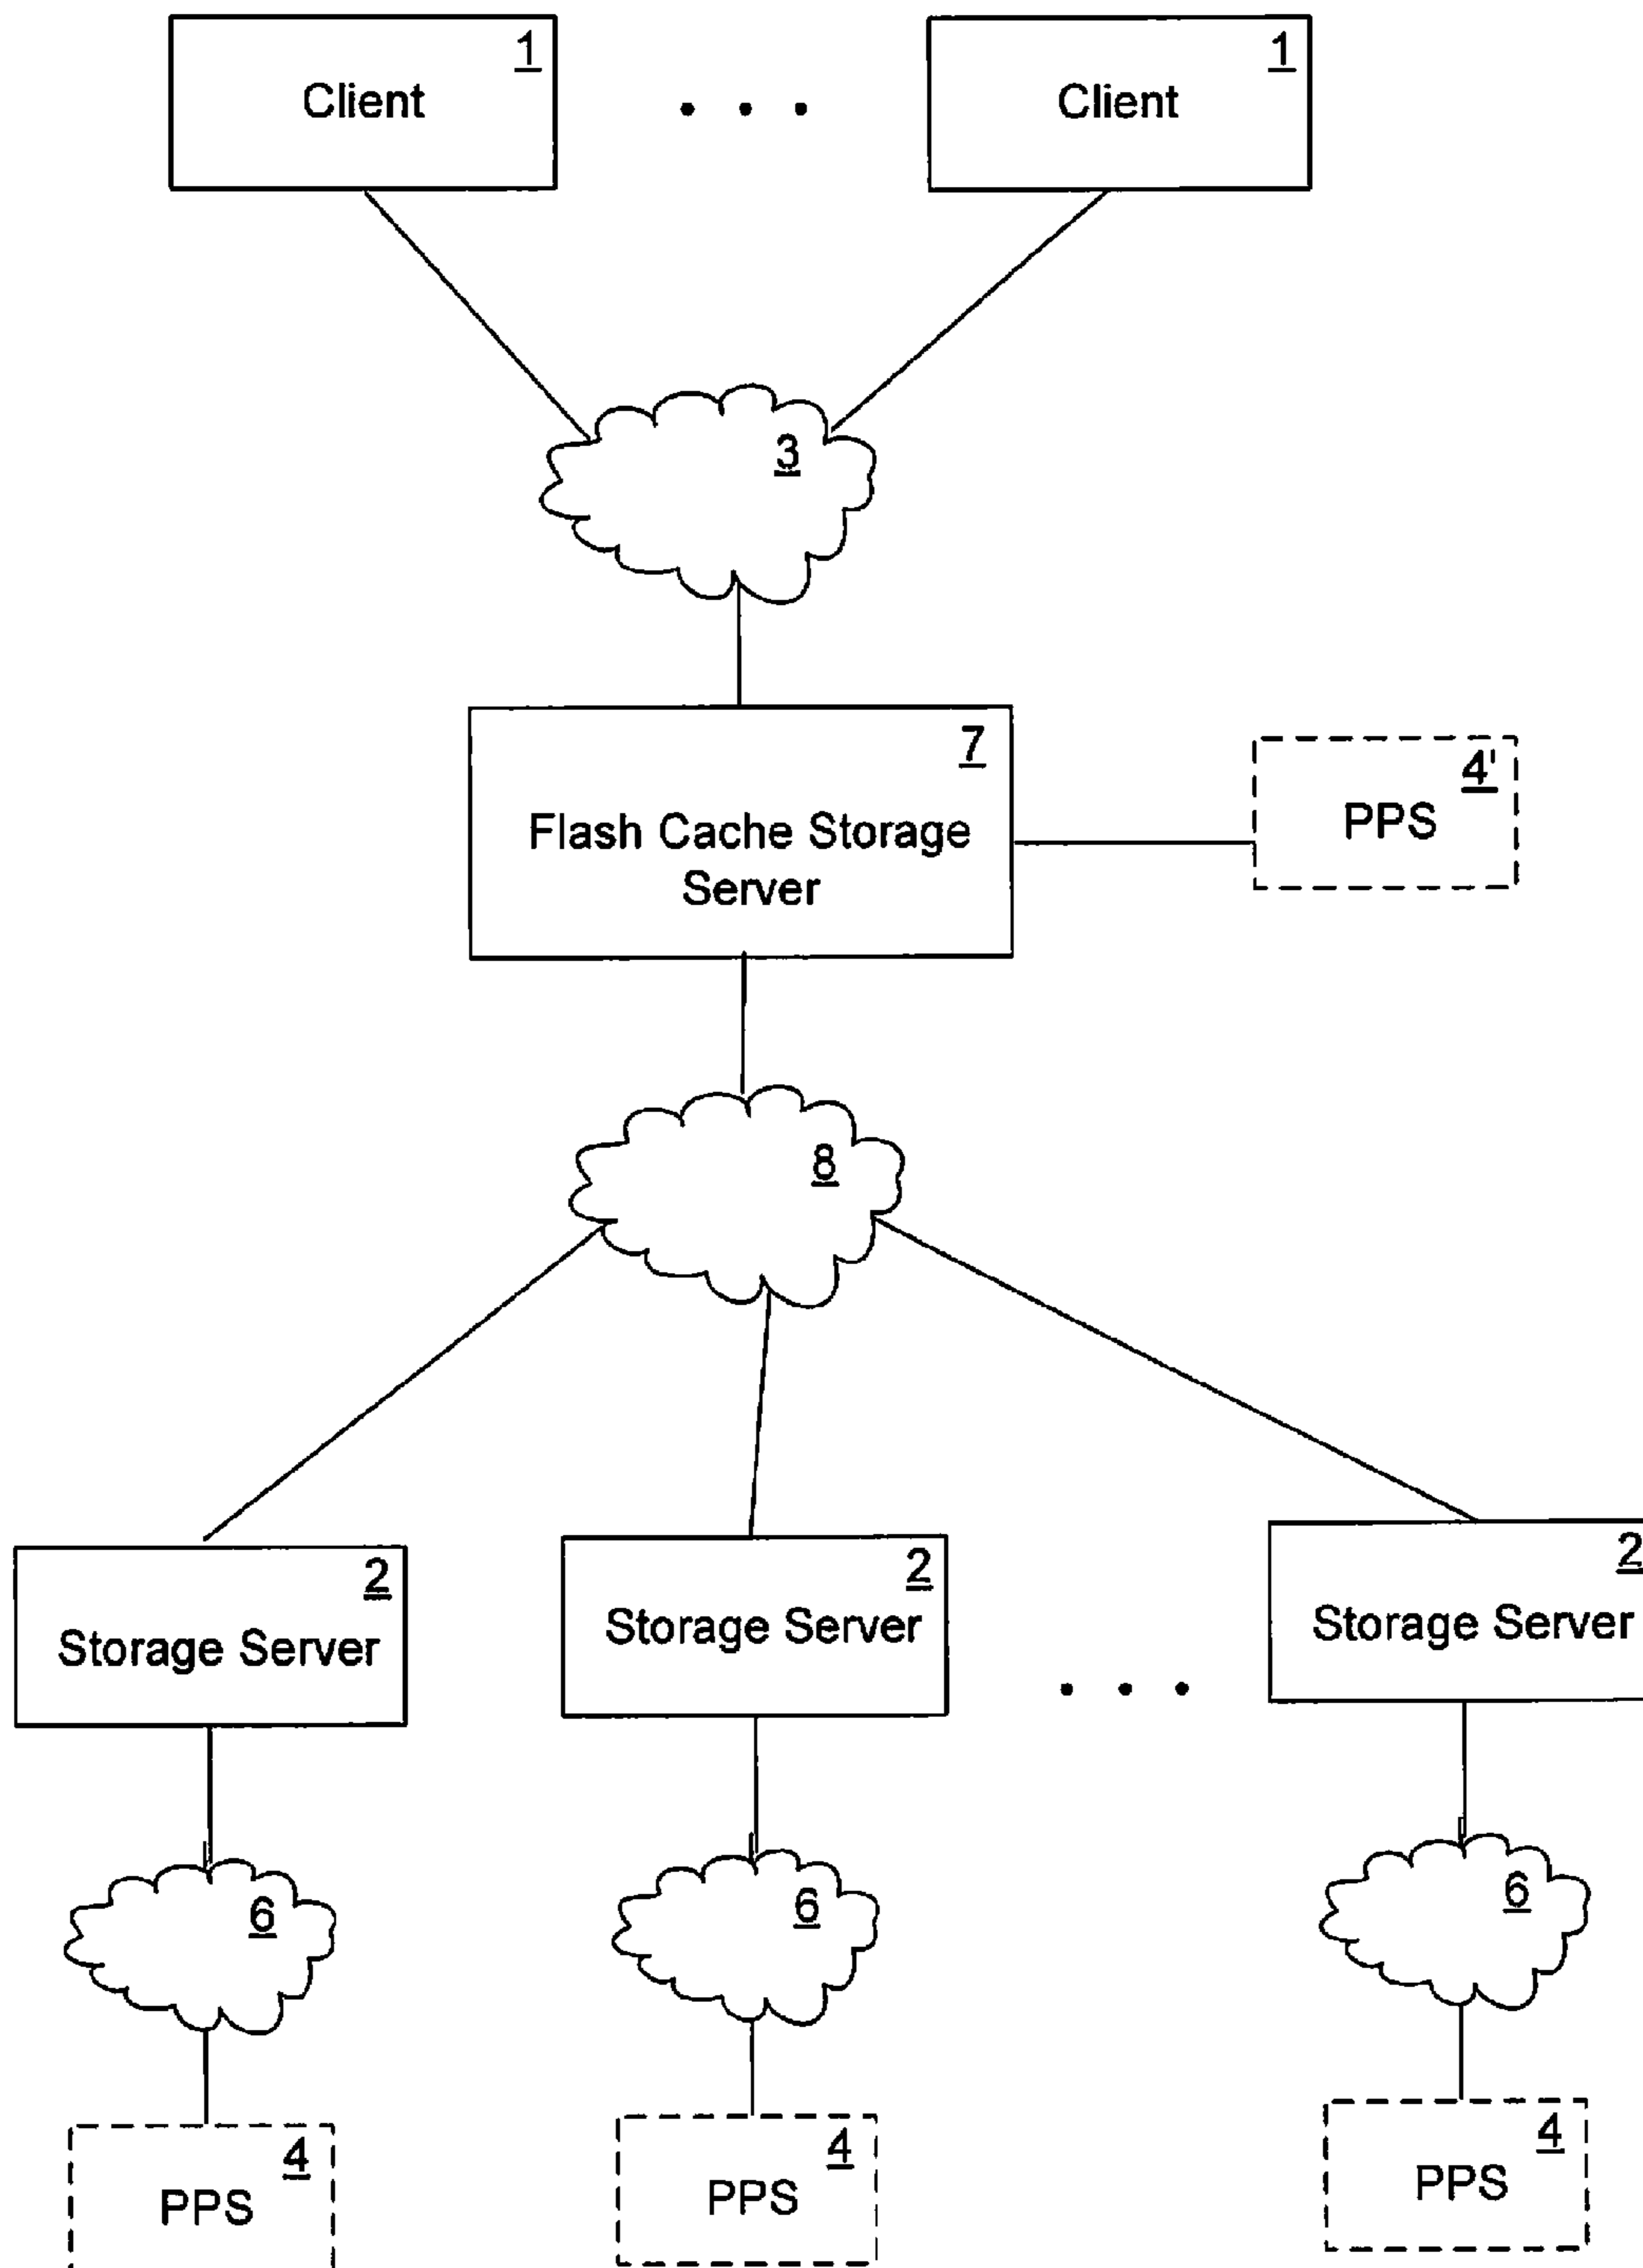 1
Client
1
Client
. . .
3
7
Flash Cache Storage
Server
4'
PPS
8
2
Storage Server
2
Storage Server
. . .
2
Storage Server
6
6
6
4
PPS
4
PPS
4
PPS